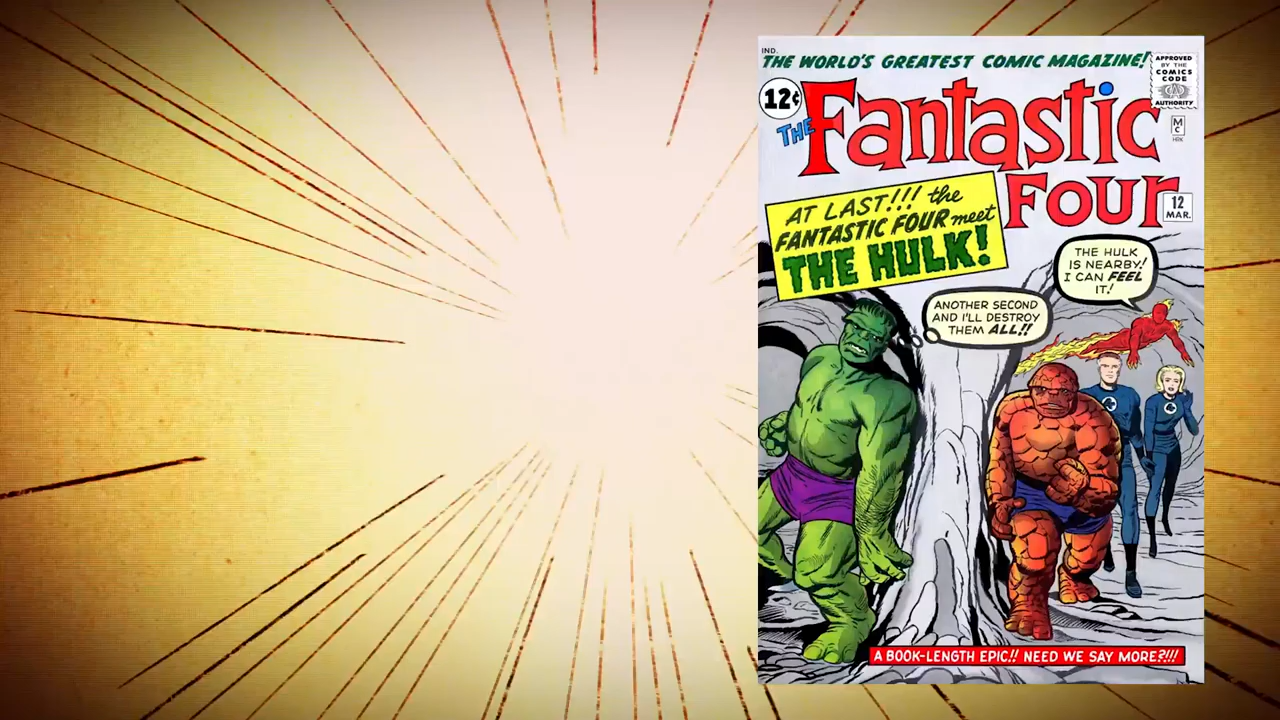 IND.
THE WORLD'S GREATEST COMIC MAGAZINE!
APPROVED
BY THE
COMICS
CODE
AUTHORITY
12¢
THE Fantastic
Four
MC
12
MAR.
AT LAST!!! the
FANTASTIC FOUR meet
THE HULK!
THE HULK
IS NEARBY!
I CAN FEEL
IT!
ANOTHER SECOND
AND I'LL DESTROY
THEM ALL!!
A BOOK-LENGTH EPIC!! NEED WE SAY MORE?!!!